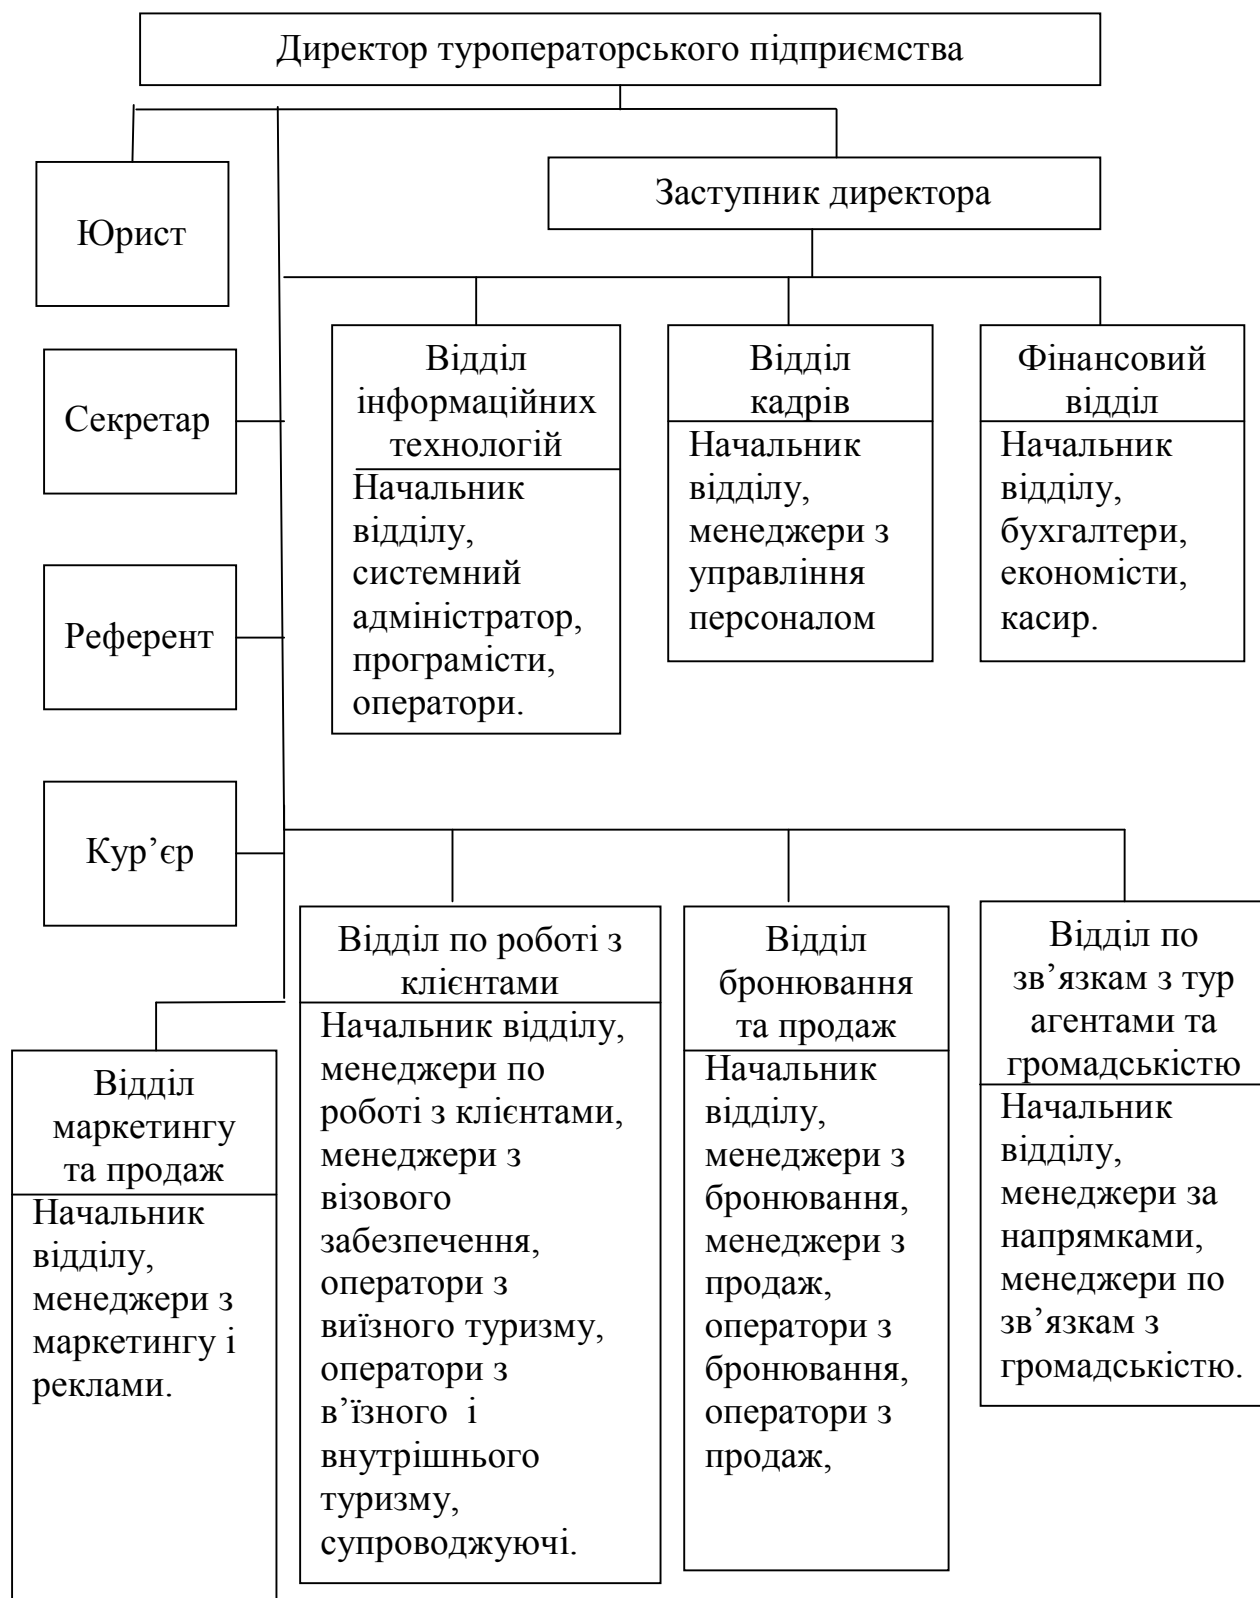 Директор туроператорського підприємства
Юрист
Заступник директора
Секретар
Референт
Кур’єр
Відділ
інформаційних
технологій
Начальник
відділу,
системний
адміністратор,
програмісти,
оператори.
Відділ
кадрів
Начальник
відділу,
менеджери з
управління
персоналом
Фінансовий
відділ
Начальник
відділу,
бухгалтери,
економісти,
касир.
Відділ
маркетингу
та продаж
Начальник
відділу,
менеджери з
маркетингу і
реклами.
Відділ по роботі з
клієнтами
Начальник відділу,
менеджери по
роботі з клієнтами,
менеджери з
візового
забезпечення,
оператори з
виїзного туризму,
оператори з
в’їзного і
внутрішнього
туризму,
супроводжуючі.
Відділ
бронювання
та продаж
Начальник
відділу,
менеджери з
бронювання,
менеджери з
продаж,
оператори з
бронювання,
оператори з
продаж,
Відділ по
зв’язкам з тур
агентами та
громадськістю
Начальник
відділу,
менеджери за
напрямками,
менеджери по
зв’язкам з
громадськістю.